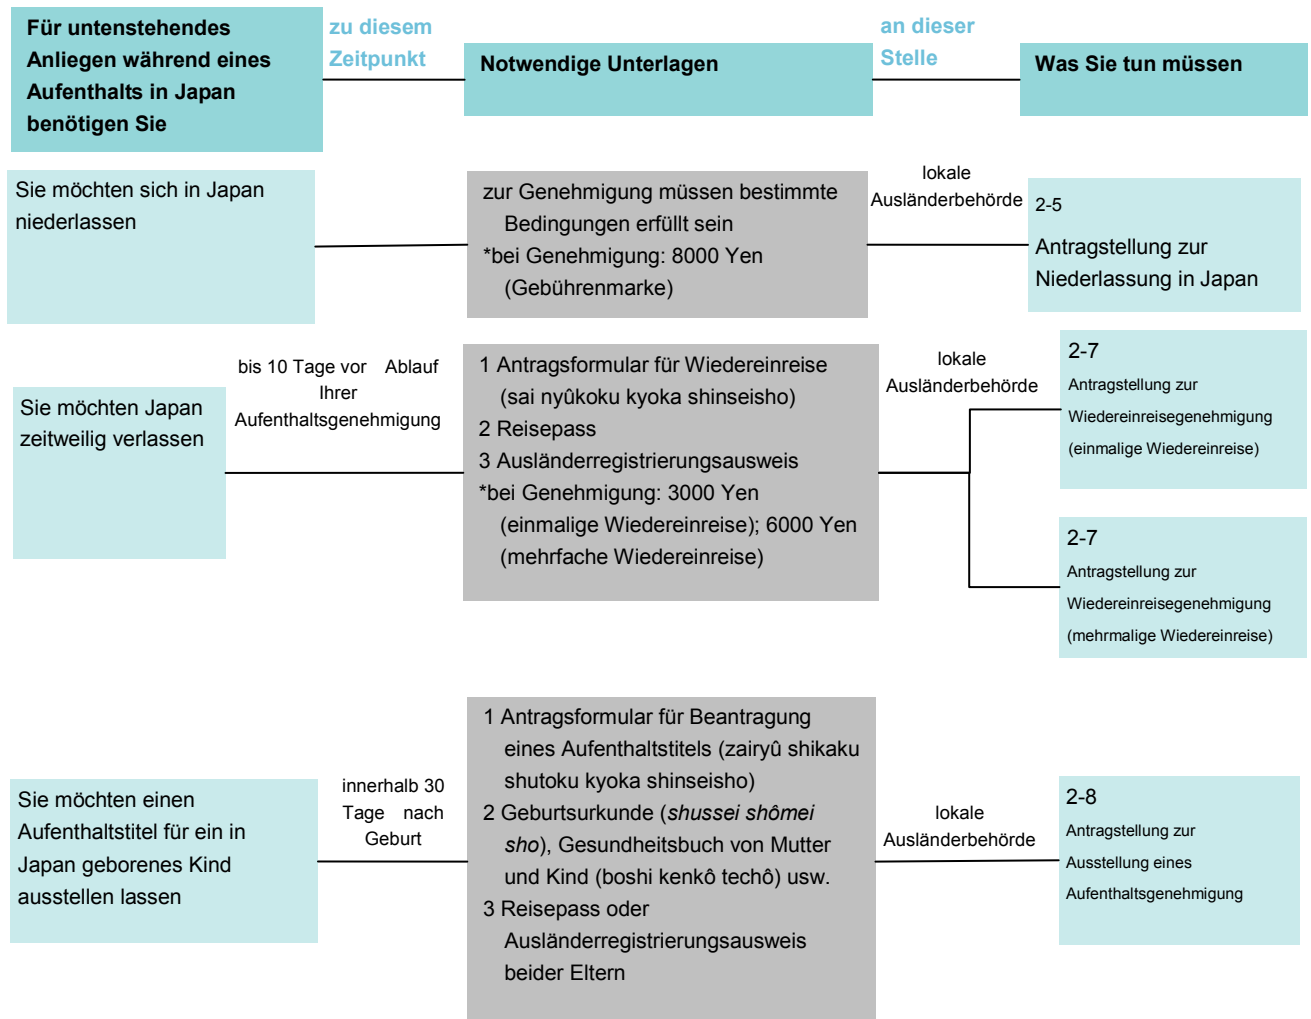 Für untenstehendes
Anliegen während eines
Aufenthalts in Japan
benötigen Sie
zu diesem
Zeitpunkt
Notwendige Unterlagen
an dieser
Stelle
Was Sie tun müssen
Sie möchten sich in Japan
niederlassen
zur Genehmigung müssen bestimmte
Bedingungen erfüllt sein
*bei Genehmigung: 8000 Yen
(Gebührenmarke)
lokale
Ausländerbehörde
2-5
Antragstellung zur
Niederlassung in Japan
Sie möchten Japan
zeitweilig verlassen
bis 10 Tage vor Ablauf
Ihrer
Aufenthaltsgenehmigung
1 Antragsformular für Wiedereinreise
(sai nyûkoku kyoka shinseisho)
2 Reisepass
3 Ausländerregistrierungsausweis
*bei Genehmigung: 3000 Yen
(einmalige Wiedereinreise); 6000 Yen
(mehrfache Wiedereinreise)
lokale
Ausländerbehörde
2-7
Antragstellung zur
Wiedereinreisegenehmigung
(einmalige Wiedereinreise)
2-7
Antragstellung zur
Wiedereinreisegenehmigung
(mehrmalige Wiedereinreise)
Sie möchten einen
Aufenthaltstitel für ein in
Japan geborenes Kind
ausstellen lassen
innerhalb 30
Tage nach
Geburt
1 Antragsformular für Beantragung
eines Aufenthaltstitels (zairyû shikaku
shutoku kyoka shinseisho)
2 Geburtsurkunde (shussei shômei
sho), Gesundheitsbuch von Mutter
und Kind (boshi kenkô techô) usw.
3 Reisepass oder
Ausländerregistrierungsausweis
beider Eltern
lokale
Ausländerbehörde
2-8
Antragstellung zur
Ausstellung eines
Aufenthaltsgenehmigung